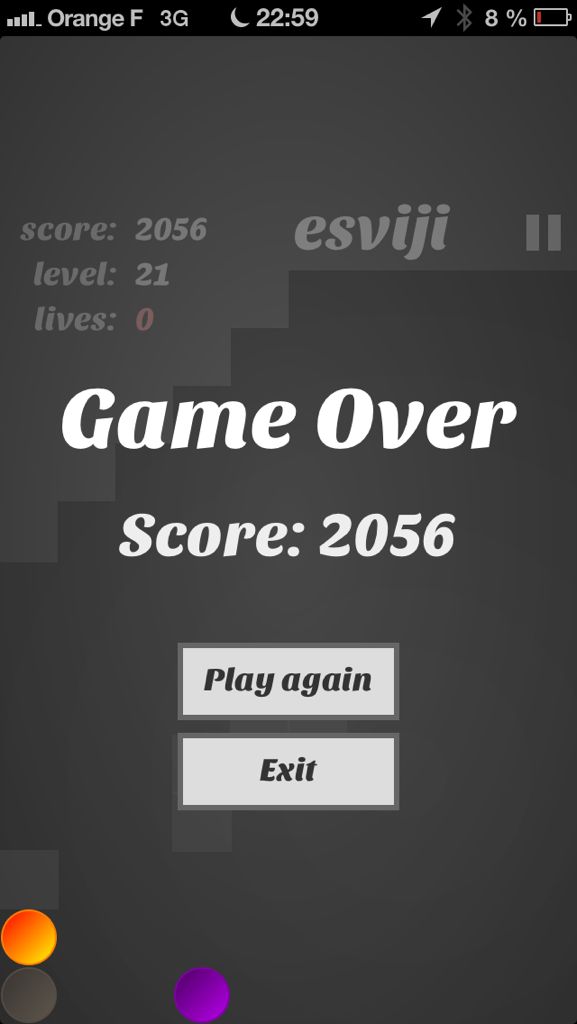 Orange F 3G 22:59 8 %
score: 2056 esviji
level: 21
lives: 0
Game Over
Score: 2056
Play again
Exit